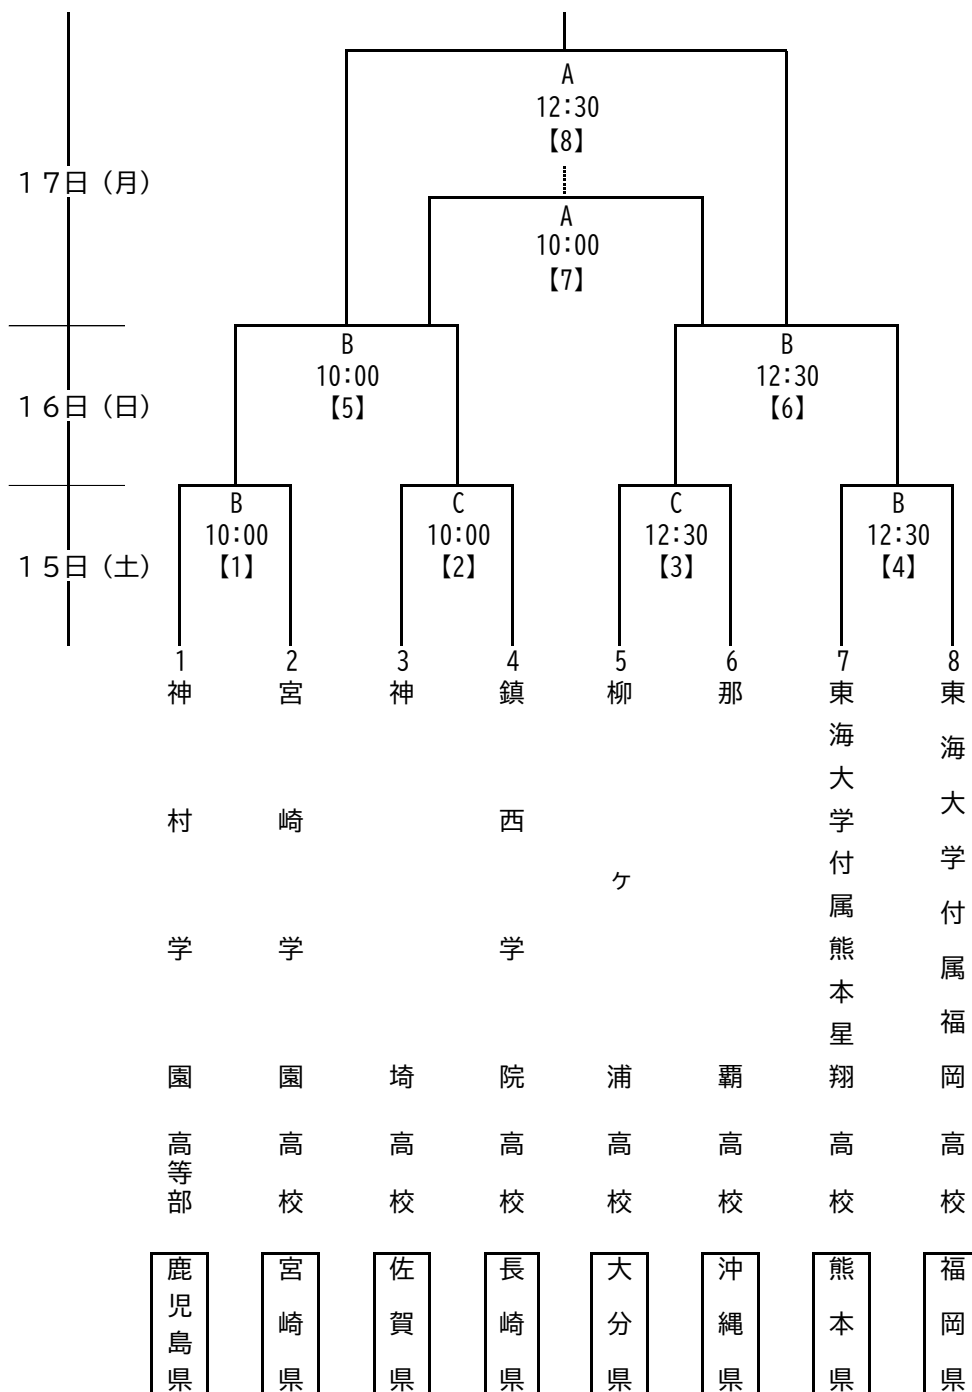 A
12:30
【8】
１７日（月）
A
10:00
【7】
B
10:00
【5】
B
12:30
【6】
１６日（日）
B
10:00
【1】
C
10:00
【2】
C
12:30
【3】
B
12:30
【4】
１５日（土）
1
神村学園高等部
鹿児島県
2
宮崎学園高校
宮崎県
3
神埼高校
佐賀県
4
鎮西学院高校
長崎県
5
柳ヶ浦高校
大分県
6
那覇高校
沖縄県
7
東海大学付属熊本星翔高校
熊本県
8
東海大学付属福岡高校
福岡県